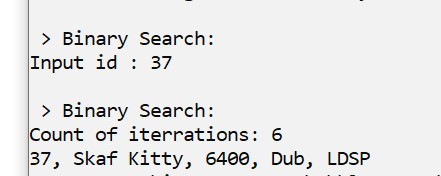 > Binary Search:
Input id : 37
> Binary Search:
Count of iterrations: 6
37, Skaf Kitty, 6400, Dub, LDSP